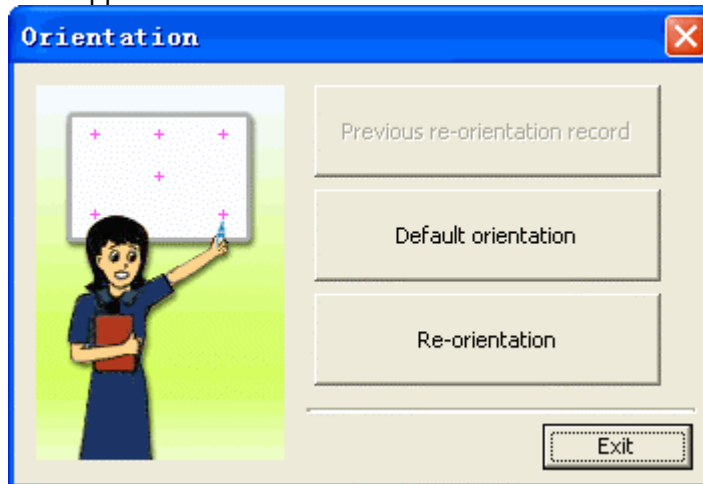 Orientation
Previous re-orientation record
Default orientation
Re-orientation
Exit